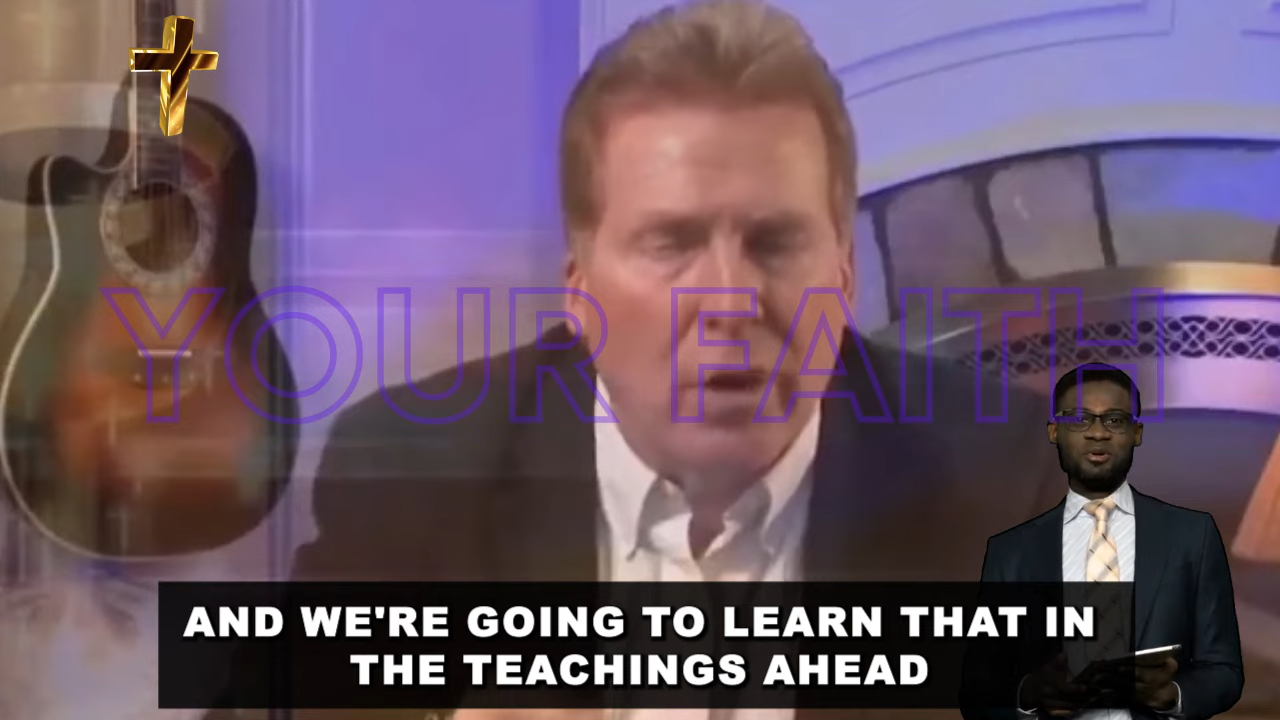 YOUR FAITH
AND WE'RE GOING TO LEARN THAT IN
THE TEACHINGS AHEAD